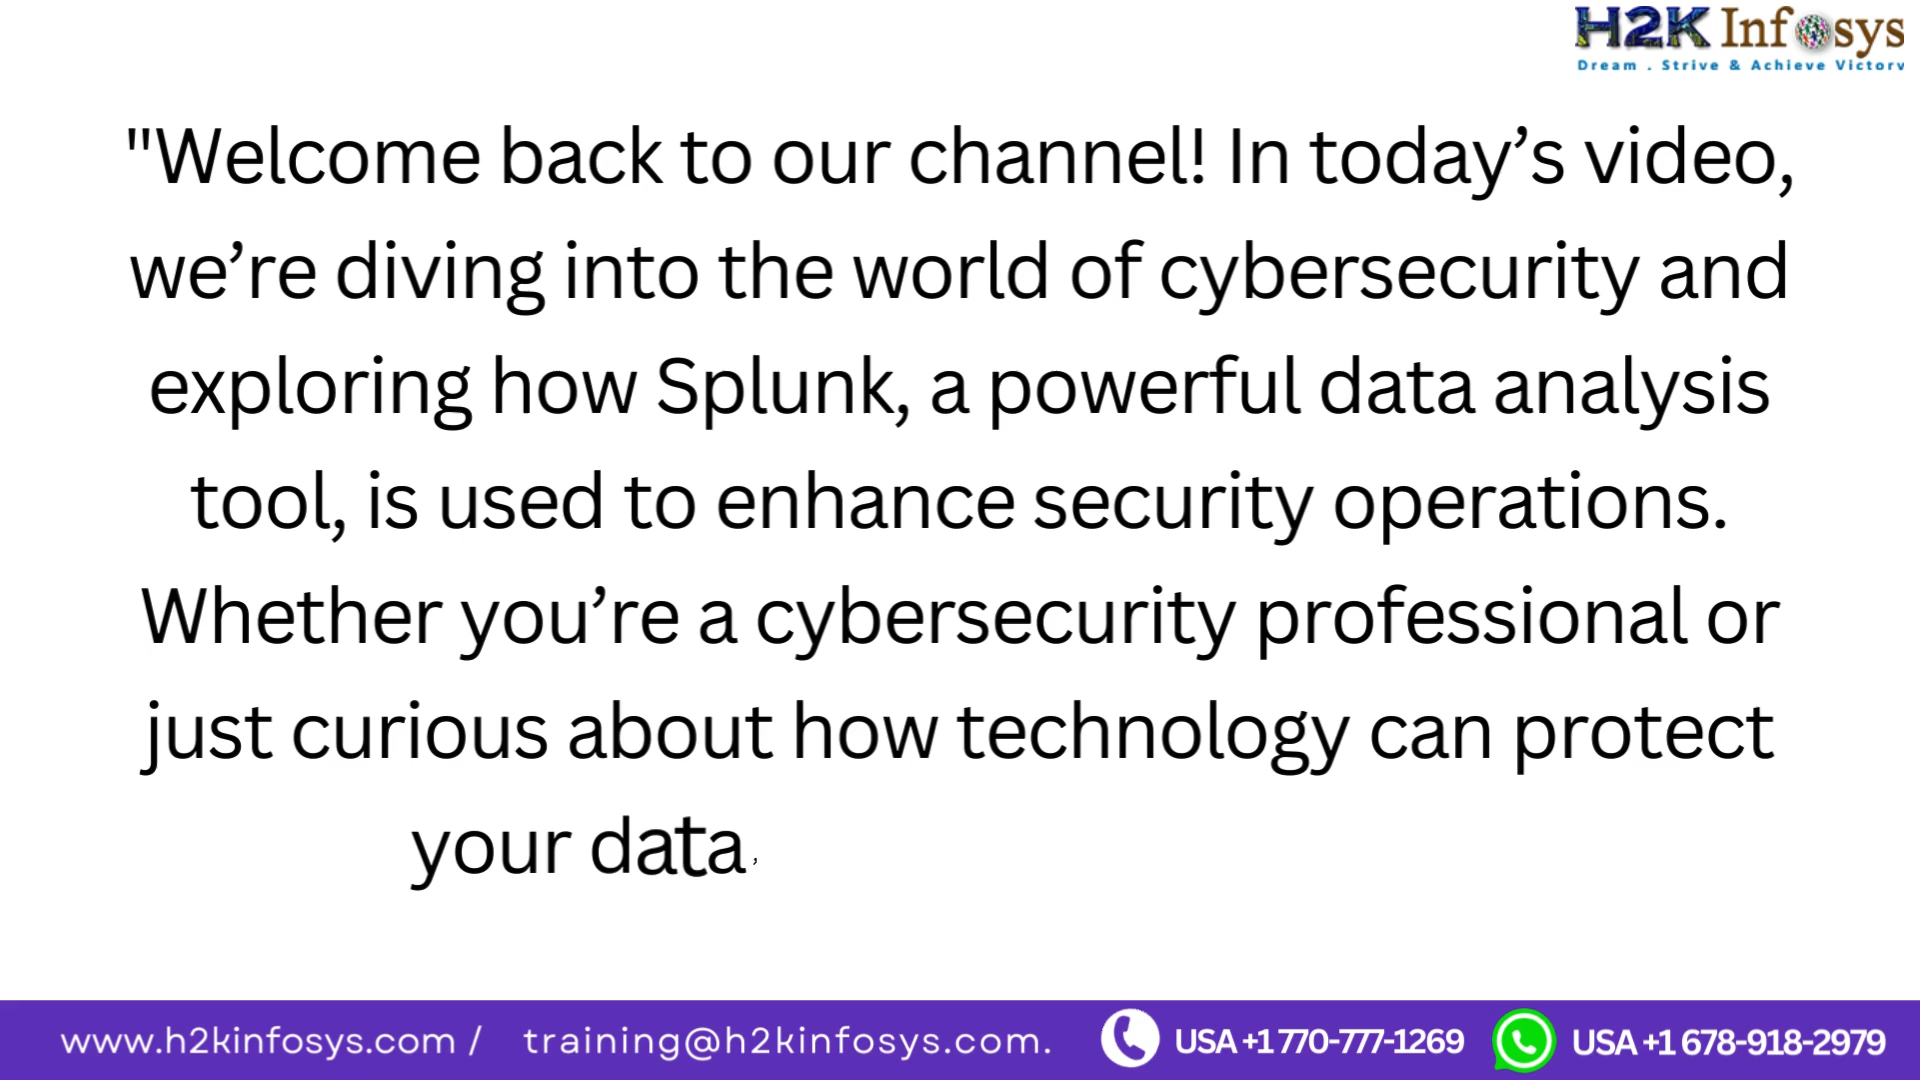 H2K Infosys
Dream . Strive & Achieve Victory
"Welcome back to our channel! In today’s video,
we’re diving into the world of cybersecurity and
exploring how Splunk, a powerful data analysis
tool, is used to enhance security operations.
Whether you’re a cybersecurity professional or
just curious about how technology can protect
your data,
www.h2kinfosys.com / training@h2kinfosys.com. USA +1 770-777-1269 USA +1 678-918-2979